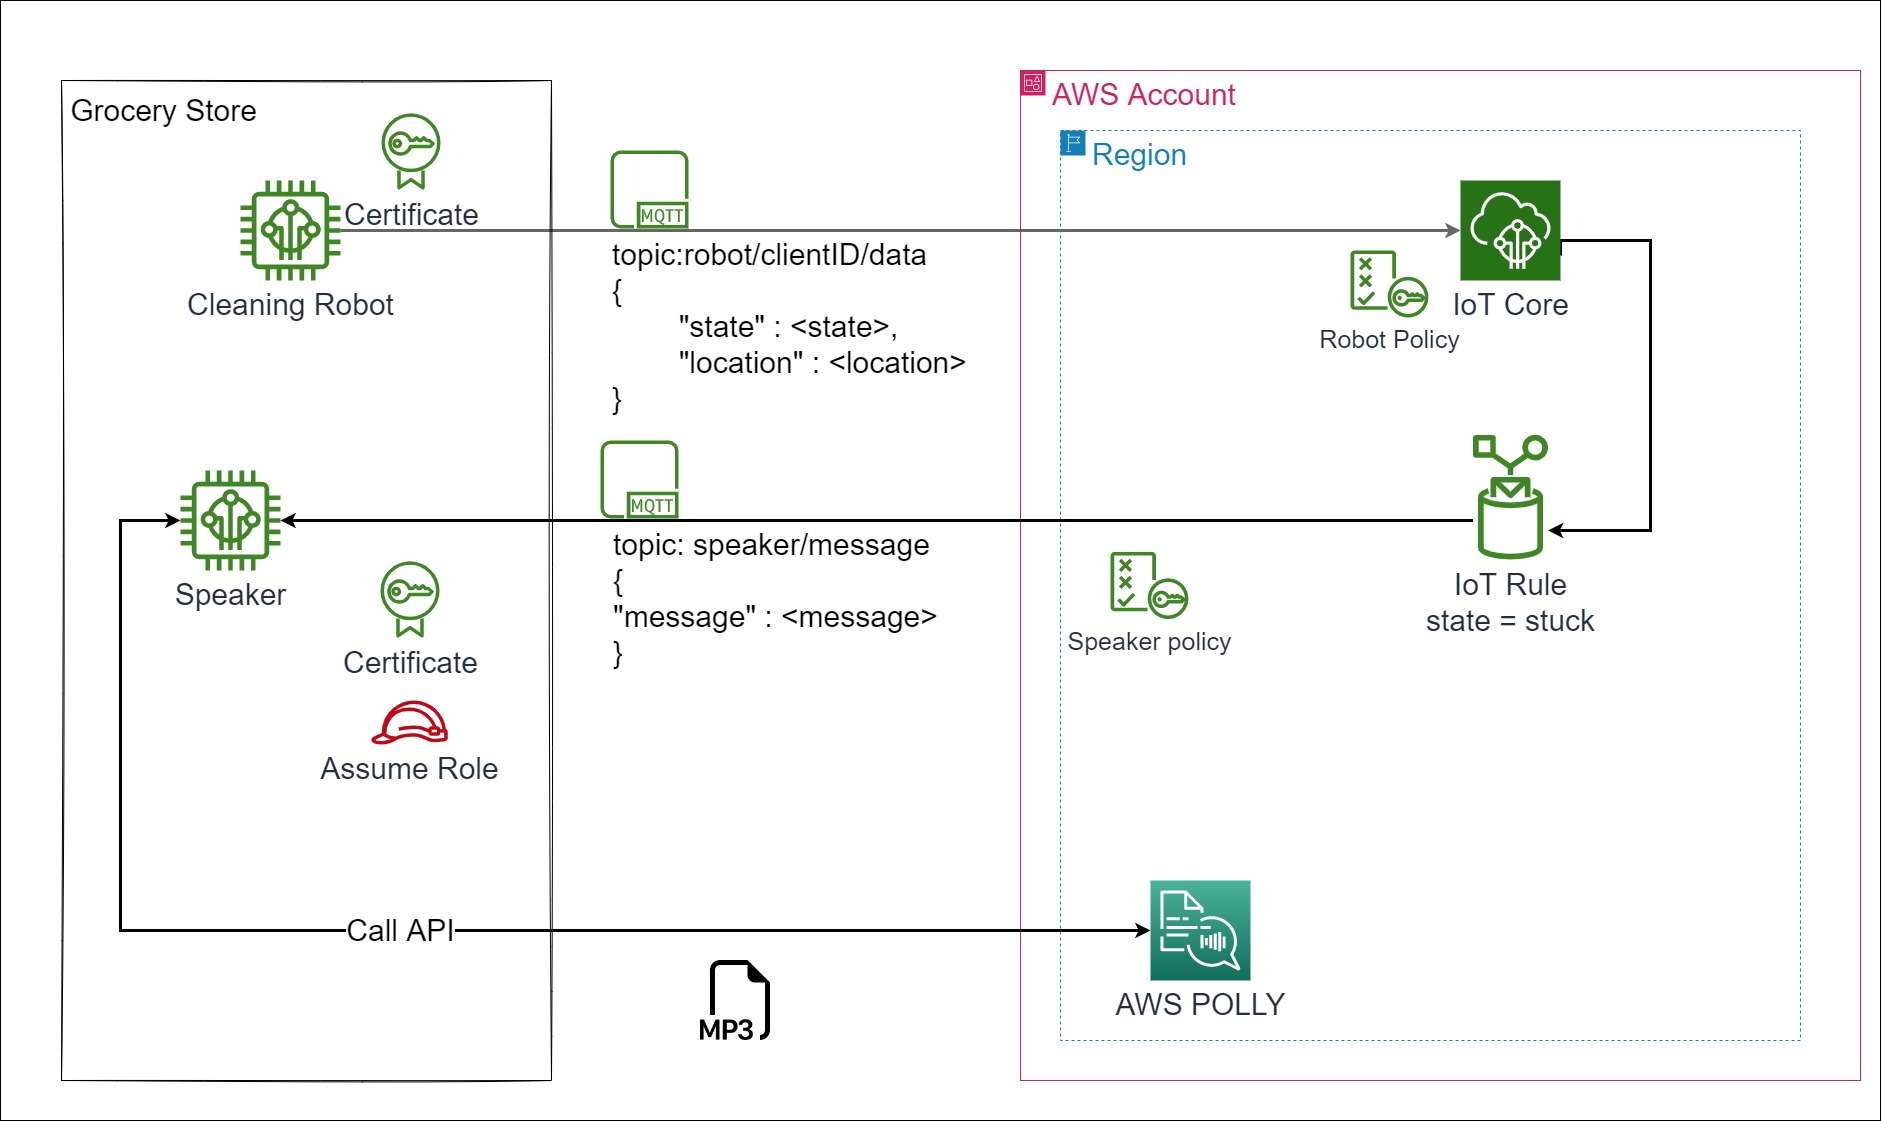 Grocery Store
Certificate
Cleaning Robot
MQTT
topic:robot/clientID/data
{
"state" : <state>,
"location" : <location>
}
AWS Account
Region
IoT Core
Robot Policy
Speaker
Certificate
Assume Role
MQTT
topic: speaker/message
{
"message" : <message>
}
Speaker policy
IoT Rule
state = stuck
Call API
MP3
AWS POLLY